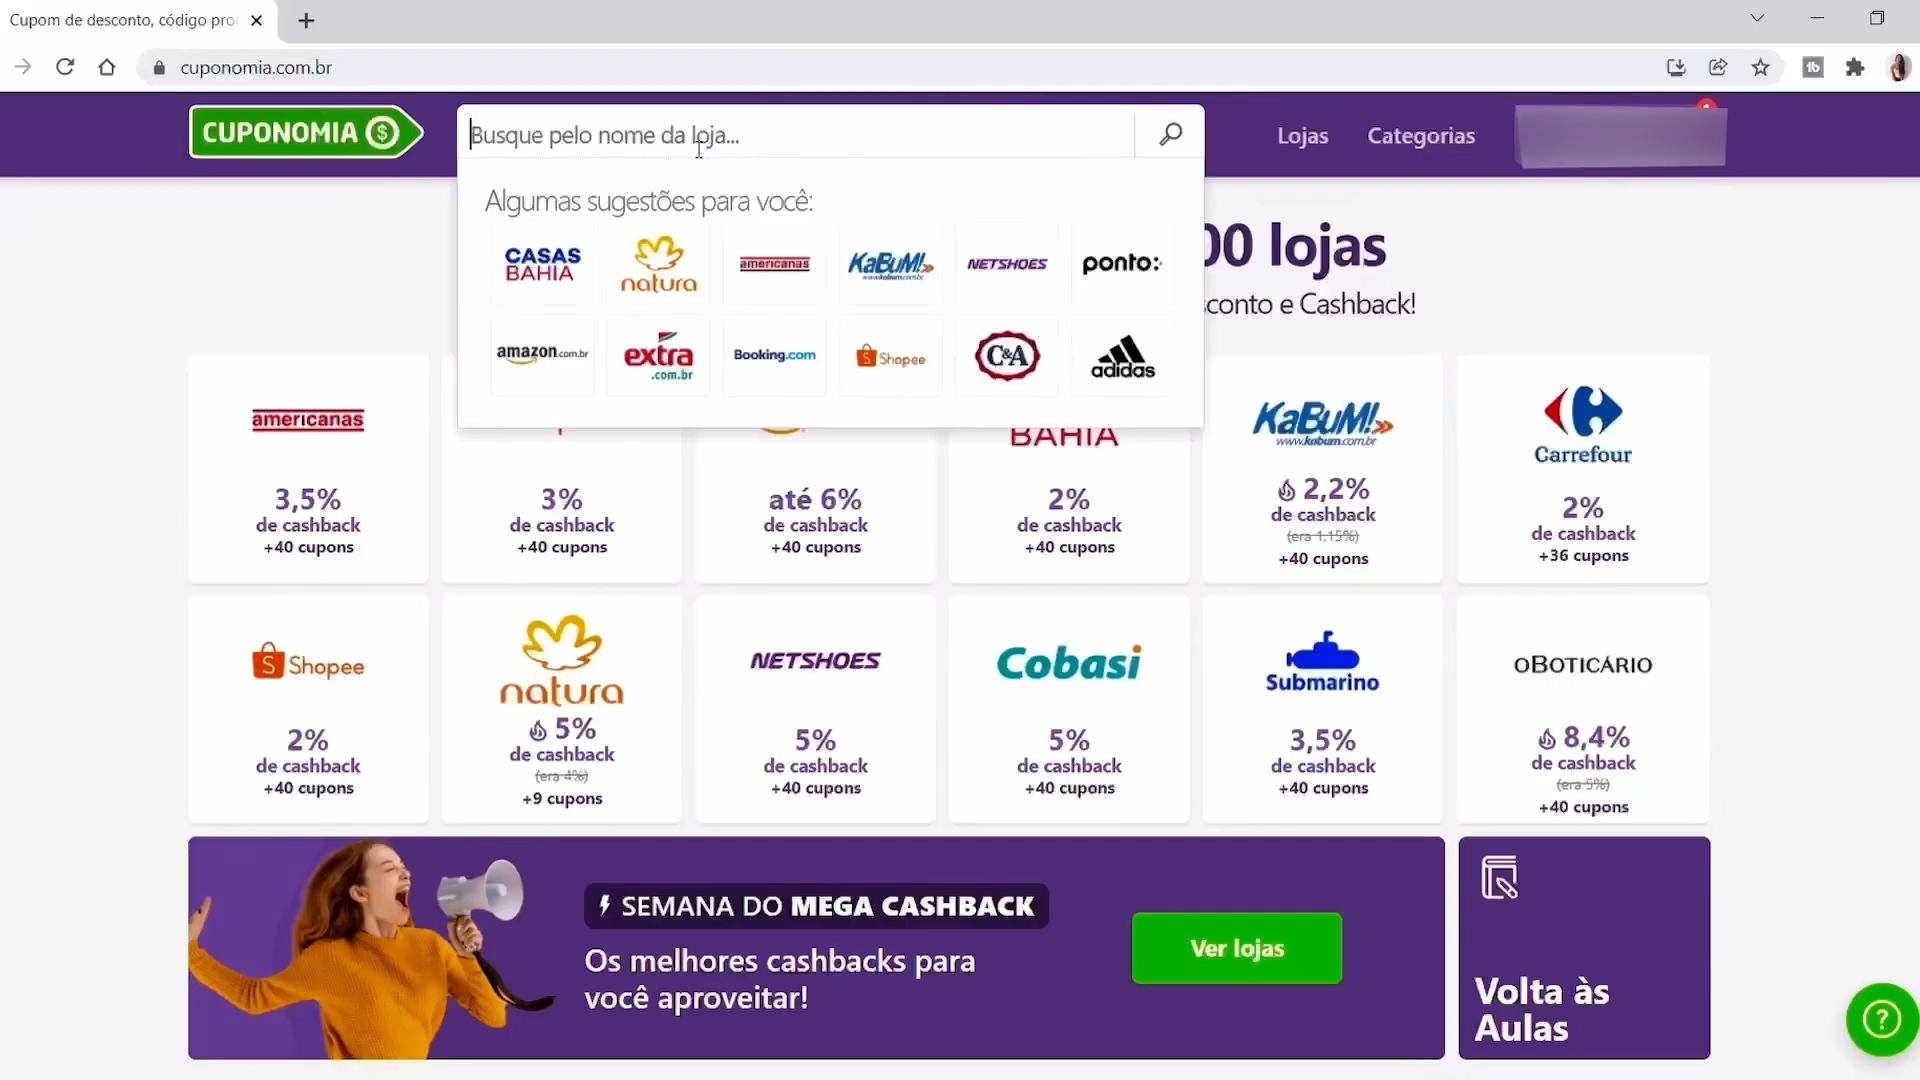 Cupom de desconto, código pro
cuponomia.com.br
CUPONOMIA $
Busque pelo nome da loja...
Lojas
Categorias
Algumas sugestões para você:
CASAS BAHIA
natura
americanas
KaBuM!
www.kabum.com.br
NETSHOES
ponto:
amazon.com.br
extra
.com.br
Booking.com
S Shopee
C&A
adidas
00 lojas
sconto e Cashback!
americanas
3,5%
de cashback
+40 cupons
3%
de cashback
+40 cupons
até 6%
de cashback
+40 cupons
BAHIA
2%
de cashback
+40 cupons
KaBuM!
www.kabum.com.br
2,2%
de cashback
(era 1,15%)
+40 cupons
Carrefour
2%
de cashback
+36 cupons
S Shopee
2%
de cashback
+40 cupons
natura
5%
de cashback
(era 4%)
+9 cupons
NETSHOES
5%
de cashback
+40 cupons
Cobasi
5%
de cashback
+40 cupons
Submarino
3,5%
de cashback
+40 cupons
oBOTICÁRIO
8,4%
de cashback
(era 5%)
+40 cupons
SEMANA DO MEGA CASHBACK
Os melhores cashbacks para
você aproveitar!
Ver lojas
Volta às
Aulas
?